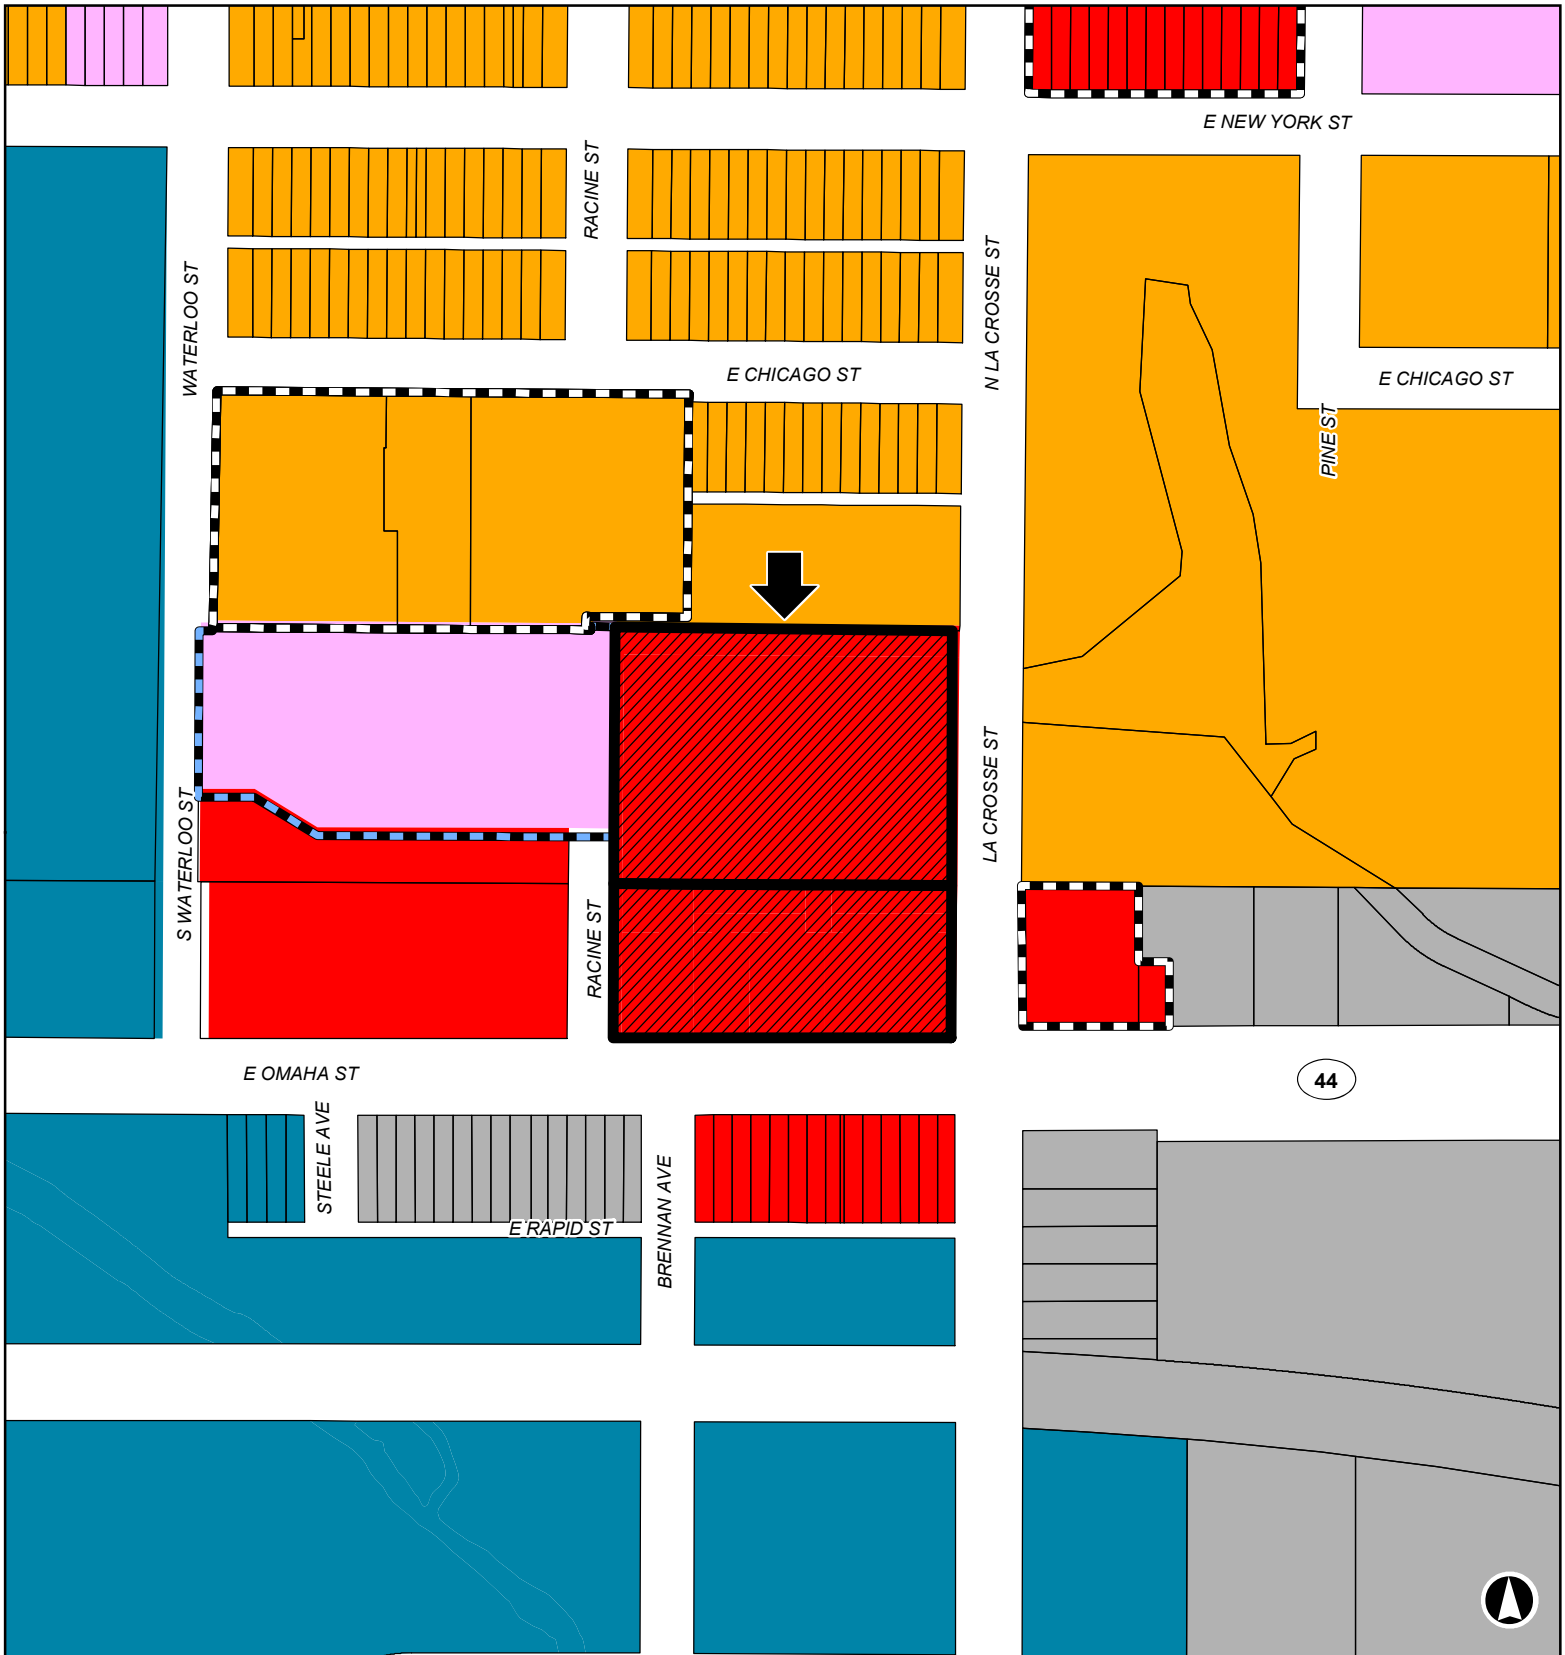 E NEW YORK ST
RACINE ST
WATERLOO ST
N LA CROSSE ST
E CHICAGO ST
E CHICAGO ST
PINE ST
LA CROSSE ST
S WATERLOO ST
RACINE ST
E OMAHA ST
44
STEELE AVE
E RAPID ST
BRENNAN AVE